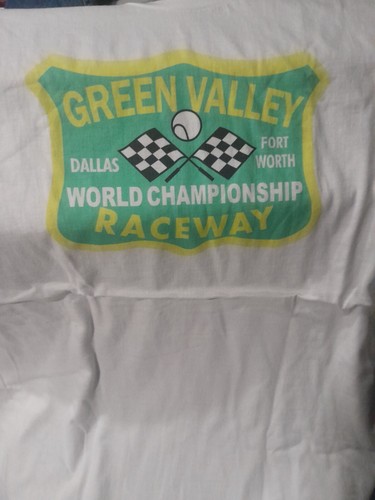 GREEN VALLEY
DALLAS
FORT
WORTH
WORLD CHAMPIONSHIP
RACEWAY